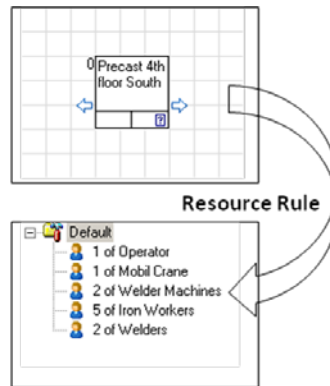 0 Precast 4th
floor South
?
Resource Rule
Default
1 of Operator
1 of Mobil Crane
2 of Welder Machines
5 of Iron Workers
2 of Welders